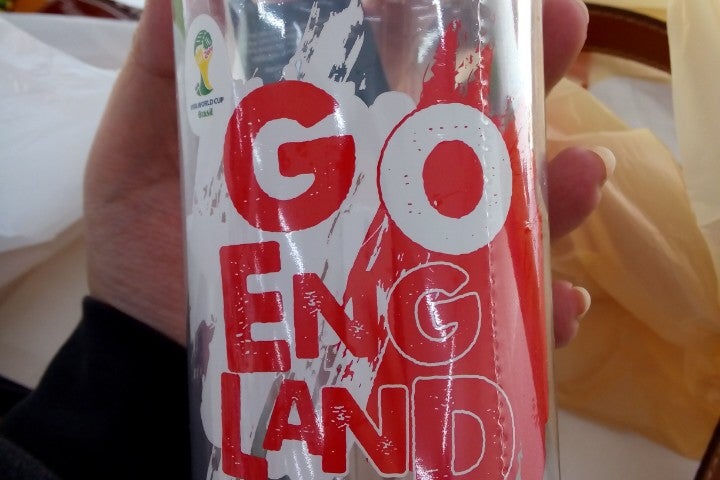 FIFA WORLD CUP
Brasil
GO
ENG
LAND